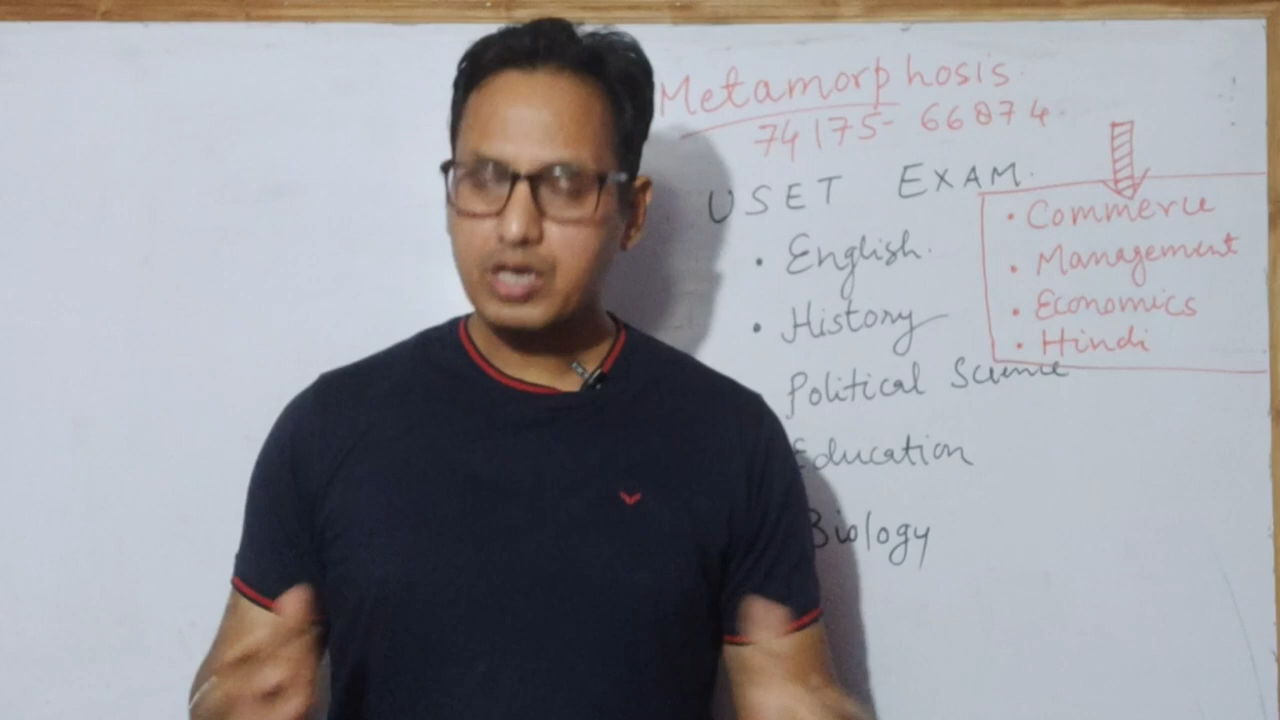 Metamorphosis
74175-66874
USET EXAM.
• English.
• History
Political Science
Education
Biology
• Commerce
• Management
• Economics
• Hindi